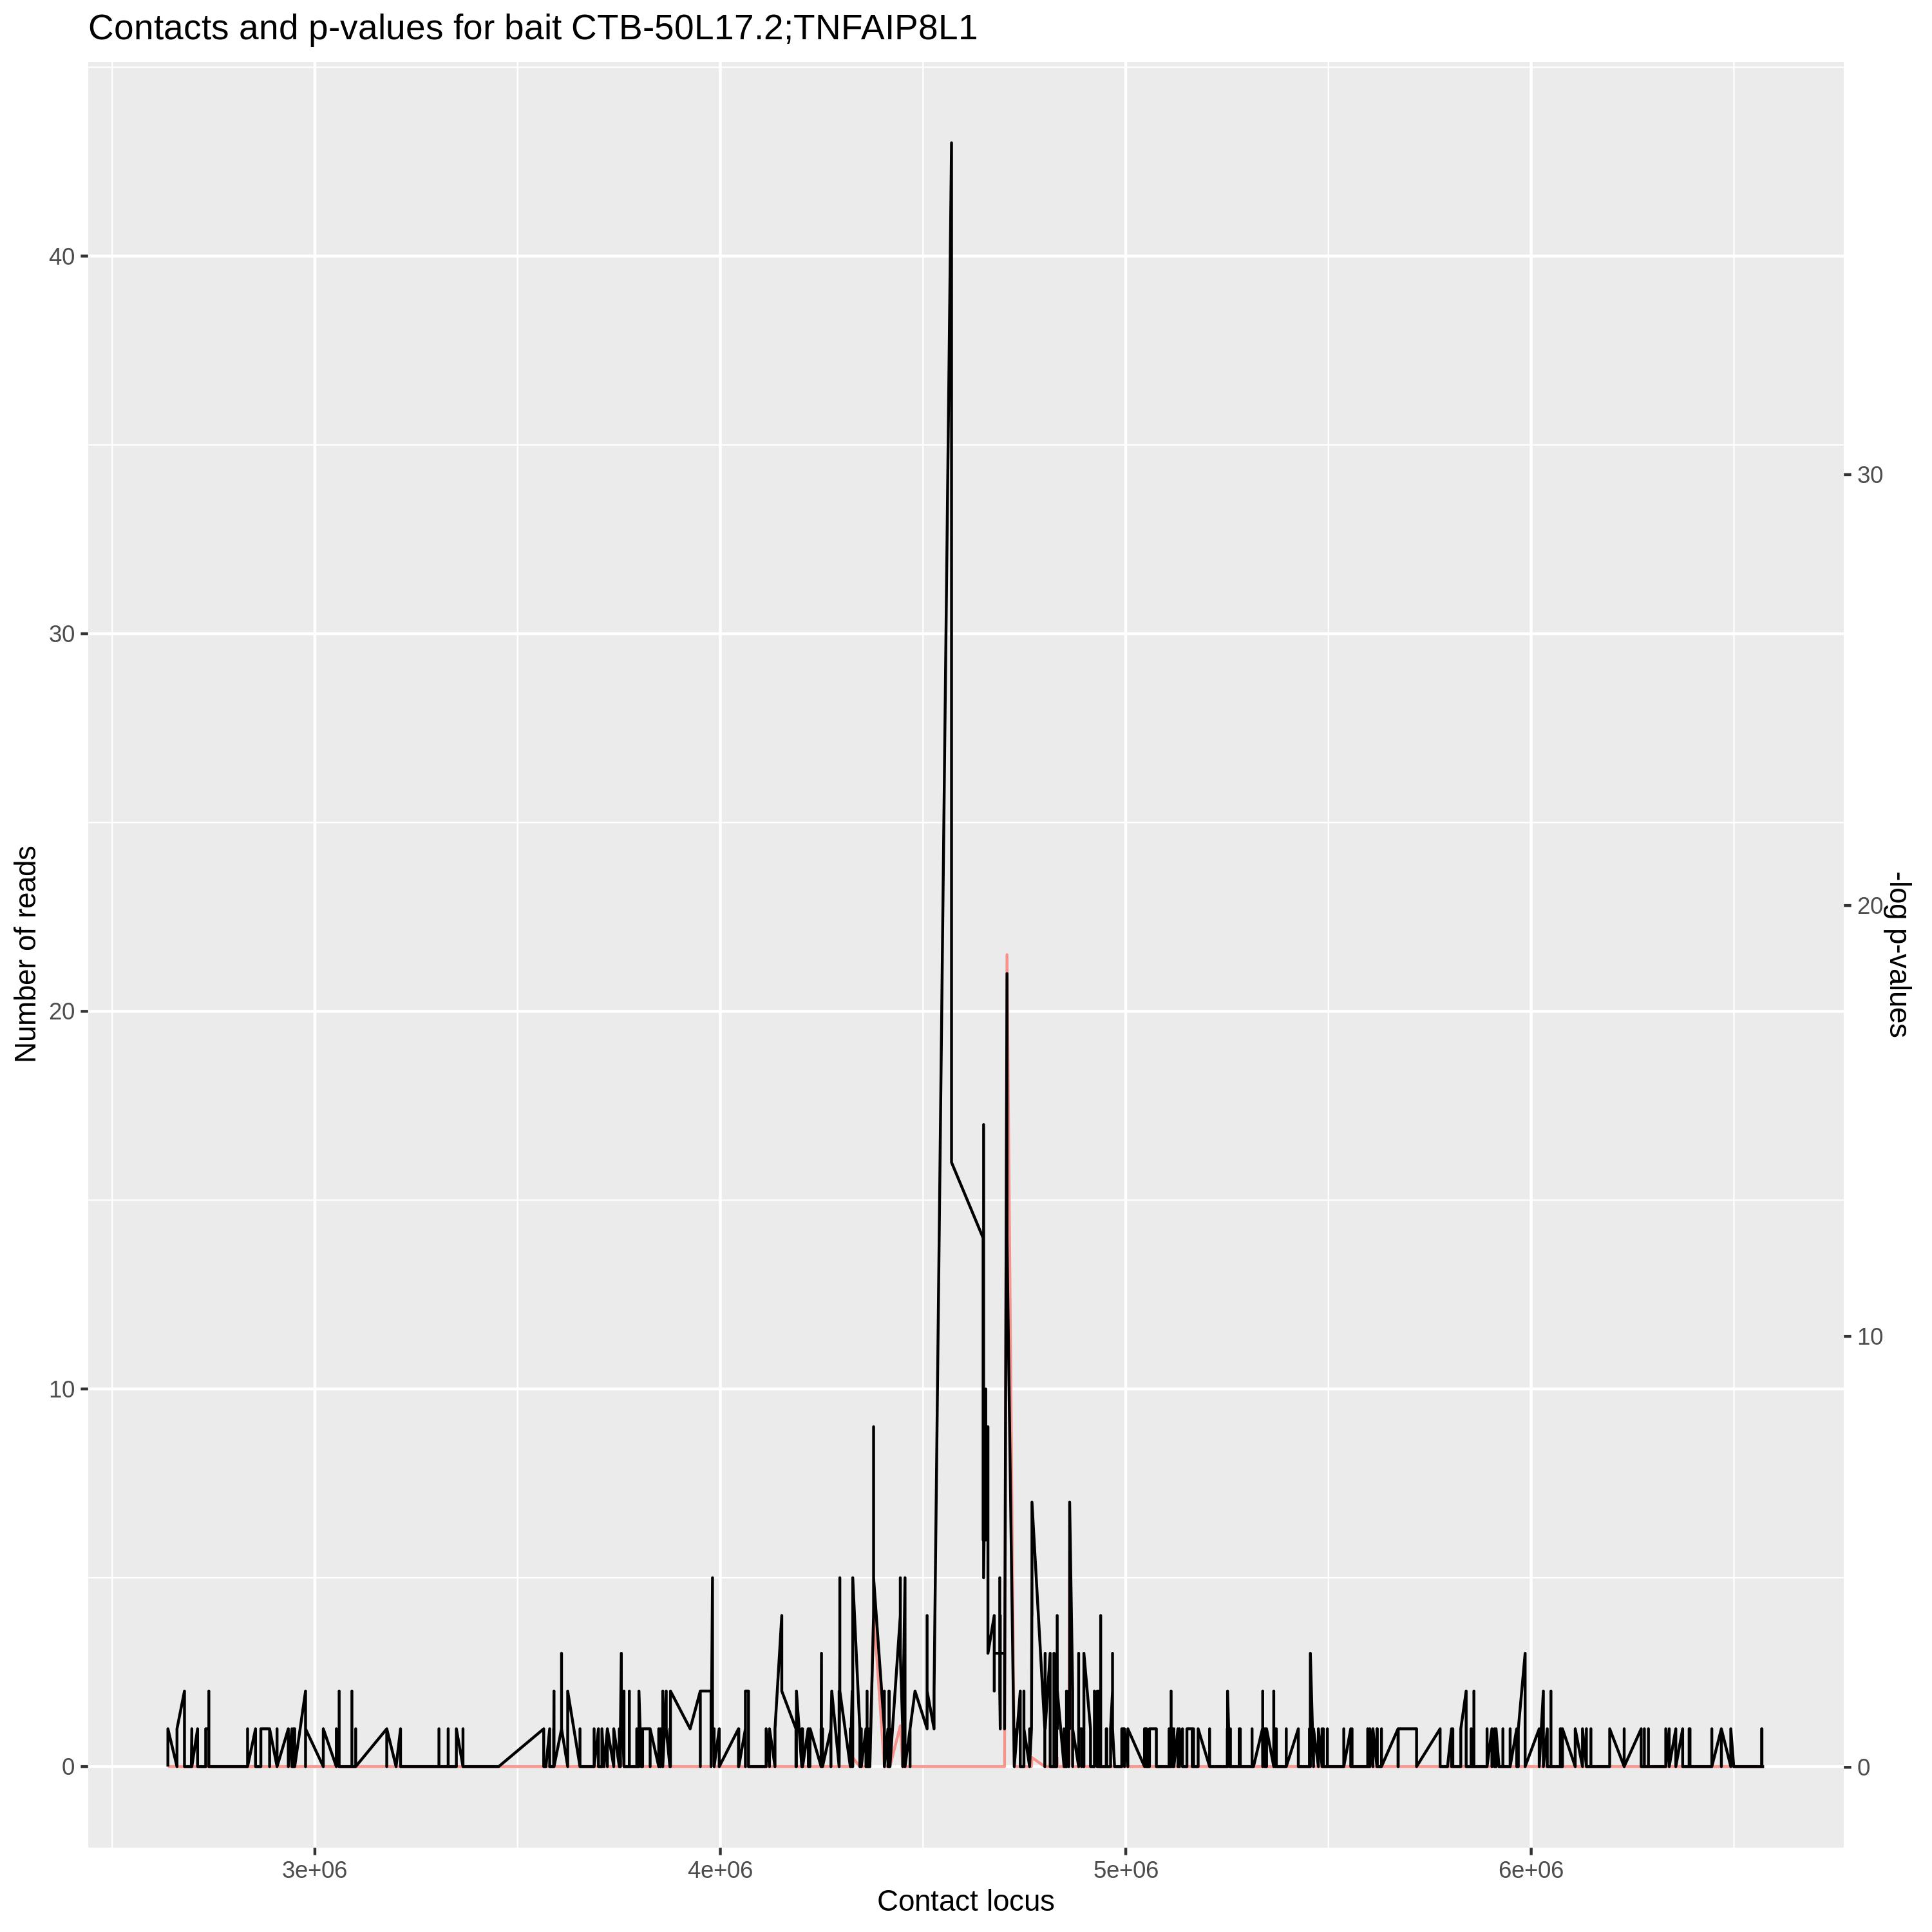 Contacts and p-values for bait CTB-50L17.2;TNFAIP8L1
40
30
20
10
0
Number of reads
30
20
10
0
-log p-values
3e+06 4e+06 5e+06 6e+06
Contact locus